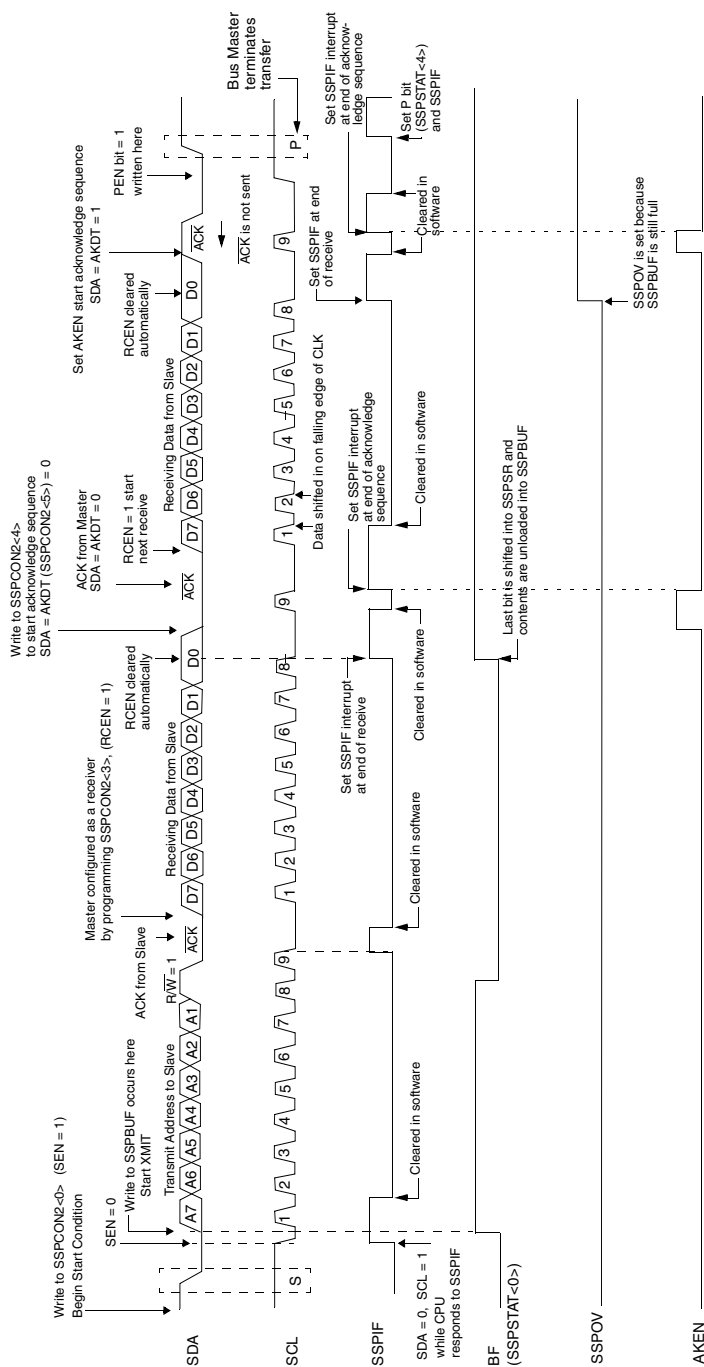 Write to SSPCON2<0> (SEN = 1)
Begin Start Condition
SEN = 0
Write to SSPBUF occurs here
Start XMIT
ACK from Slave
Master configured as a receiver
by programming SSPCON2<3>, (RCEN = 1)
RCEN cleared
automatically
Write to SSPCON2<4>
to start acknowledge sequence
SDA = AKDT (SSPCON2<5>) = 0
ACK from Master
SDA = AKDT = 0
RCEN = 1 start
next receive
RCEN cleared
automatically
Set AKEN start acknowledge sequence
SDA = AKDT = 1
PEN bit = 1
written here
Transmit Address to Slave
R/W = 1
Receiving Data from Slave
ACK
Receiving Data from Slave
SDA
A7 A6 A5 A4 A3 A2 A1
ACK
D7 D6 D5 D4 D3 D2 D1 D0
D7 D6 D5 D4 D3 D2 D1 D0
ACK
ACK is not sent
Bus Master
terminates
transfer
SCL
S
1 2 3 4 5 6 7 8 9
1 2 3 4 5 6 7 8 9
1 2 3 4 5 6 7 8 9
P
Data shifted in on falling edge of CLK
Set SSPIF interrupt
at end of receive
Set SSPIF interrupt
at end of acknowledge
sequence
Set SSPIF at end
of receive
Set SSPIF interrupt
at end of acknow-
ledge sequence
SSPIF
SDA = 0, SCL = 1
while CPU
responds to SSPIF
Cleared in software
Cleared in software
Cleared in software
Cleared in software
Cleared in
software
Set P bit
(SSPSTAT<4>)
and SSPIF
BF
(SSPSTAT<0>)
Last bit is shifted into SSPSR and
contents are unloaded into SSPBUF
SSPOV
SSPOV is set because
SSPBUF is still full
AKEN